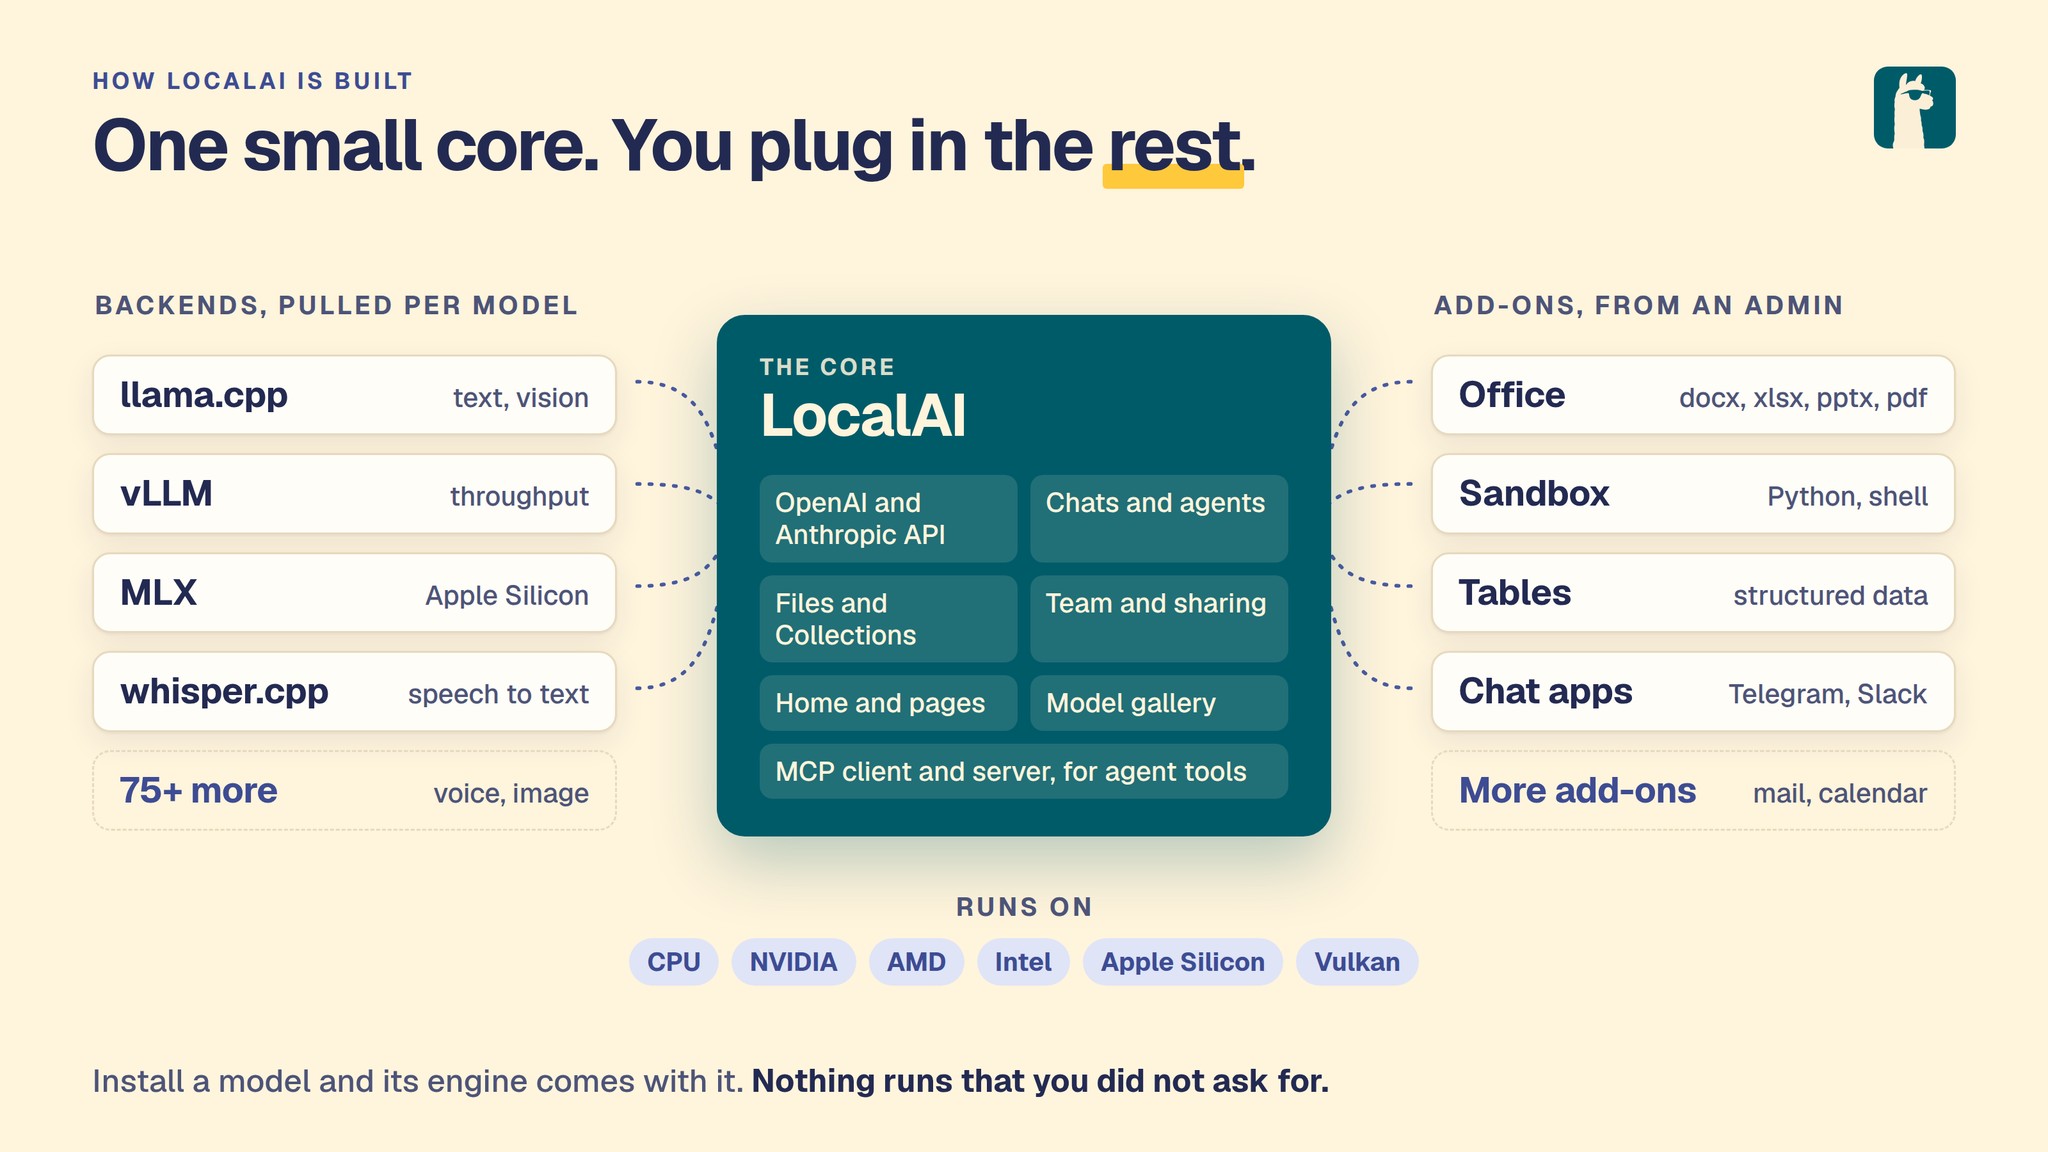 HOW LOCALAI IS BUILT
One small core. You plug in the rest.
BACKENDS, PULLED PER MODEL
llama.cpp text, vision
vLLM throughput
MLX Apple Silicon
whisper.cpp speech to text
75+ more voice, image
THE CORE
LocalAI
OpenAI and
Anthropic API
Chats and agents
Files and
Collections
Team and sharing
Home and pages
Model gallery
MCP client and server, for agent tools
ADD-ONS, FROM AN ADMIN
Office docx, xlsx, pptx, pdf
Sandbox Python, shell
Tables structured data
Chat apps Telegram, Slack
More add-ons mail, calendar
RUNS ON
CPU NVIDIA AMD Intel Apple Silicon Vulkan
Install a model and its engine comes with it. Nothing runs that you did not ask for.